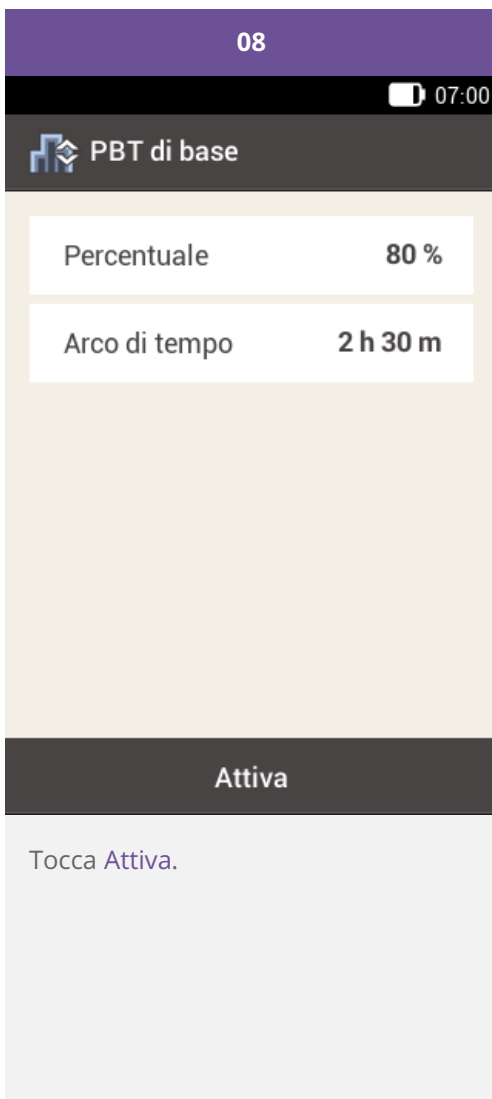 08
07:00
PBT di base
Percentuale 80 %
Arco di tempo 2 h 30 m
Attiva
Tocca Attiva.